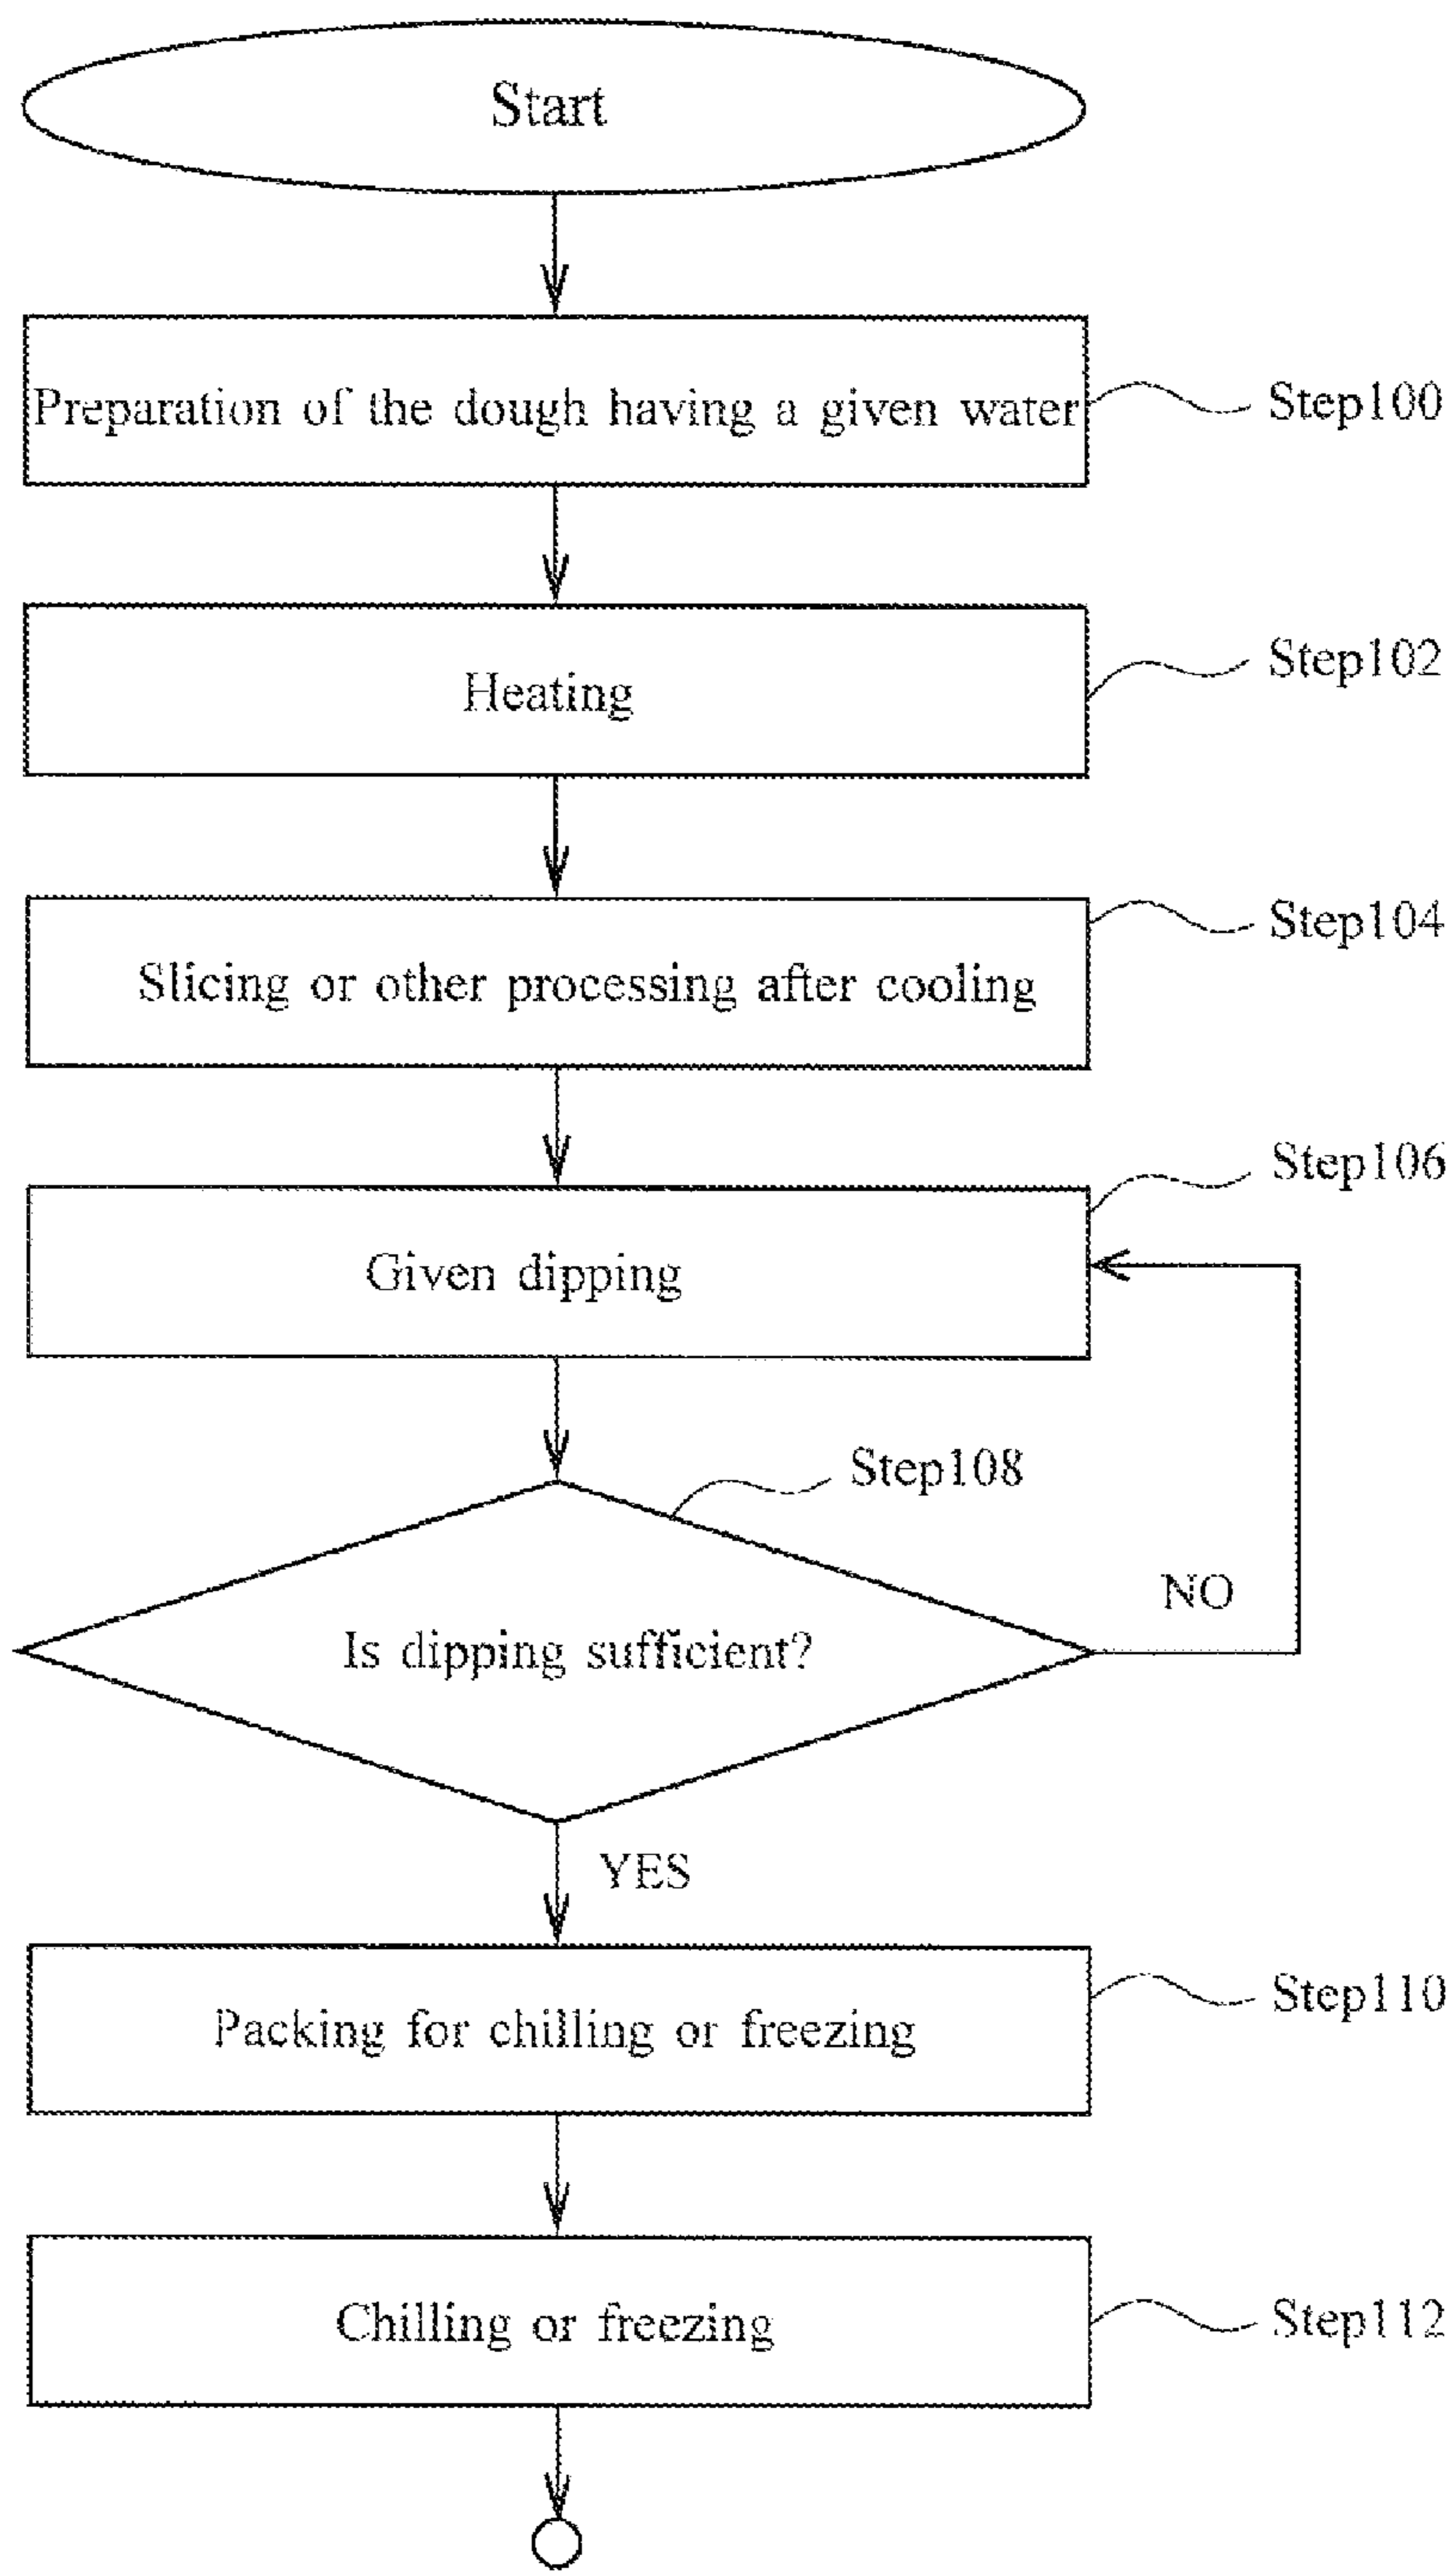 Start
Preparation of the dough having a given water
Step100
Heating
Step102
Slicing or other processing after cooling
Step104
Step106
Given dipping
Step108
Is dipping sufficient?
NO
YES
Packing for chilling or freezing
Step110
Chilling or freezing
Step112